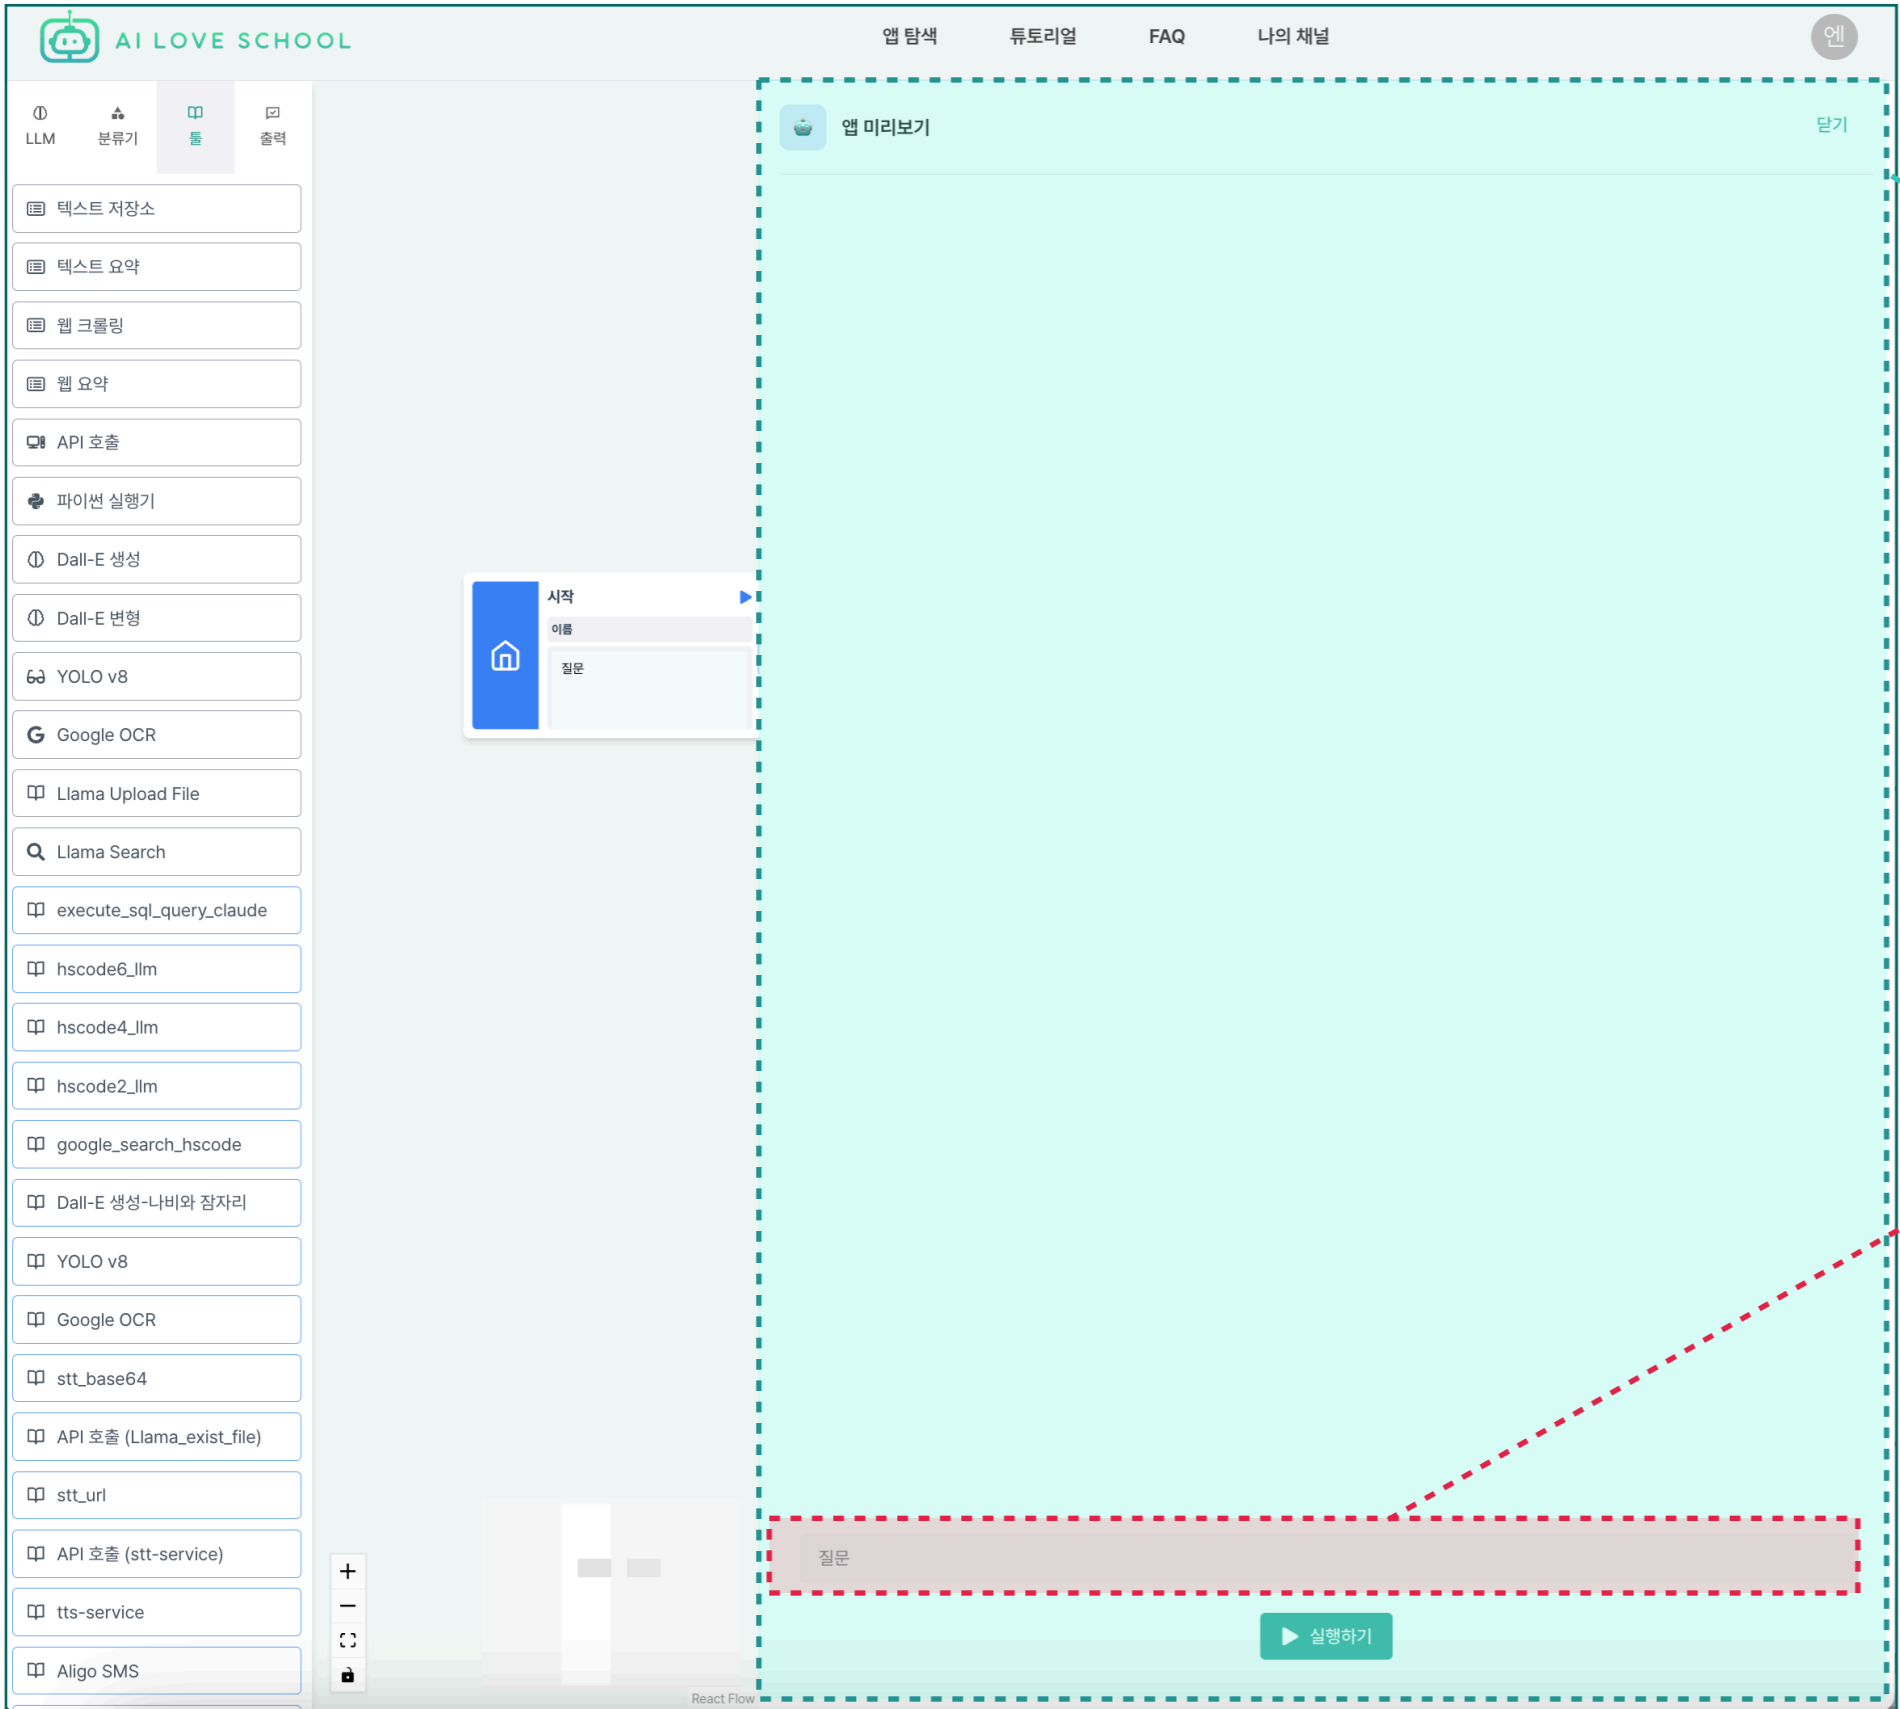 AI LOVE SCHOOL
앱 탐색
튜토리얼
FAQ
나의 채널
엔
LLM
분류기
툴
출력
텍스트 저장소
텍스트 요약
웹 크롤링
웹 요약
API 호출
파이썬 실행기
Dall-E 생성
Dall-E 변형
YOLO v8
Google OCR
Llama Upload File
Llama Search
execute_sql_query_claude
hscode6_llm
hscode4_llm
hscode2_llm
google_search_hscode
Dall-E 생성-나비와 잠자리
YOLO v8
Google OCR
stt_base64
API 호출 (Llama_exist_file)
stt_url
API 호출 (stt-service)
tts-service
Aligo SMS
시작
이름
질문
React Flow
앱 미리보기
닫기
질문
실행하기